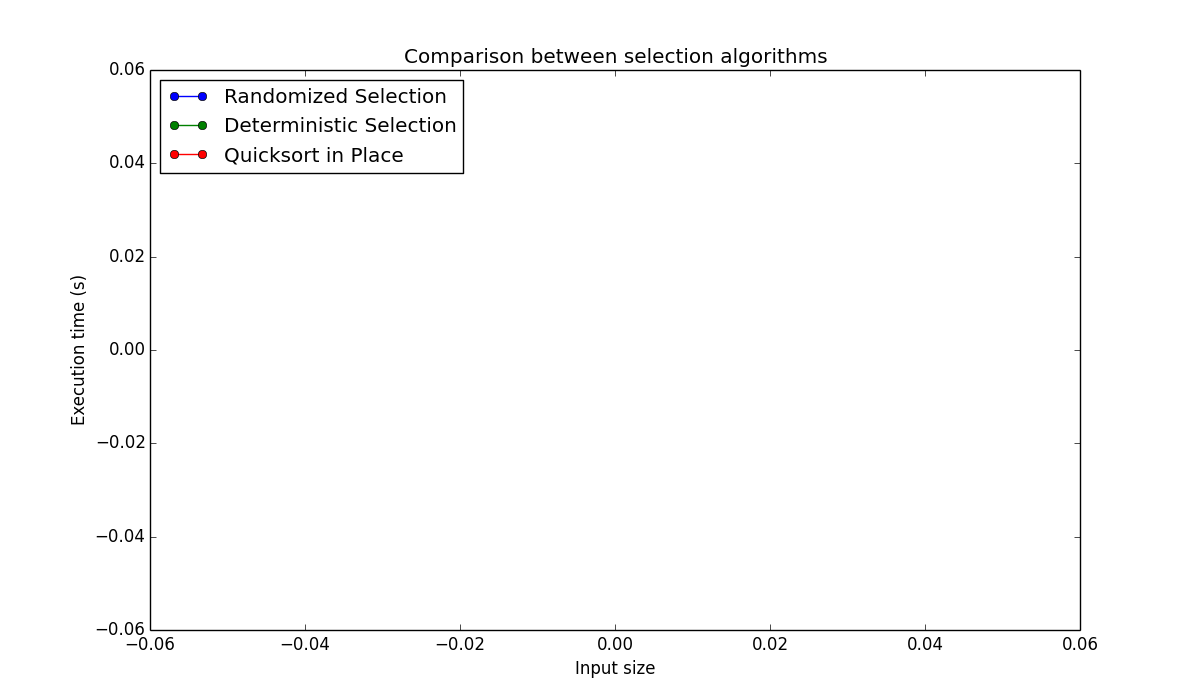 Comparison between selection algorithms
0.06
Randomized Selection
Deterministic Selection
Quicksort in Place
0.04
0.02
0.00
−0.02
−0.04
−0.06
Execution time (s)
−0.06 −0.04 −0.02 0.00 0.02 0.04 0.06
Input size